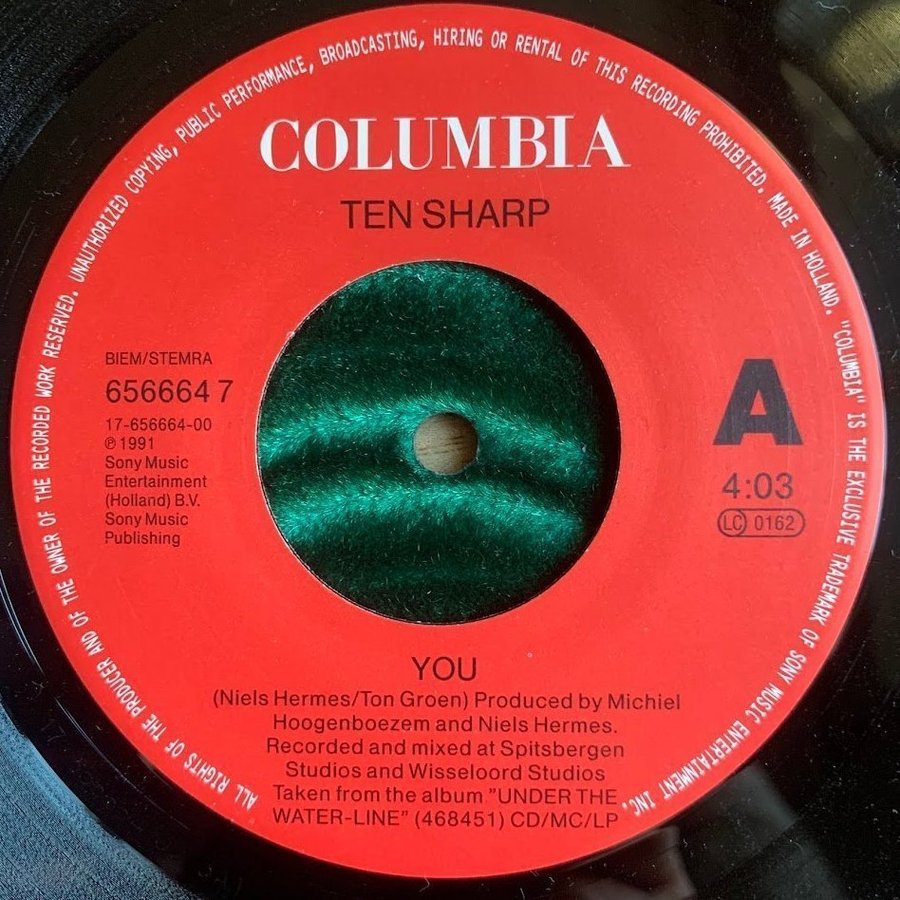 ALL RIGHTS OF THE PRODUCER AND OF THE OWNER OF THE RECORDED WORK RESERVED. UNAUTHORIZED COPYING, PUBLIC PERFORMANCE, BROADCASTING, HIRING OR RENTAL OF THIS RECORDING PROHIBITED. MADE IN HOLLAND. "COLUMBIA" IS THE EXCLUSIVE TRADEMARK OF SONY MUSIC ENTERTAINMENT INC.
COLUMBIA
TEN SHARP
BIEM/STEMRA
656664 7
17-656664-00
℗ 1991
Sony Music
Entertainment
(Holland) B.V.
Sony Music
Publishing
A
4:03
LC 0162
YOU
(Niels Hermes/Ton Groen) Produced by Michiel
Hoogenboezem and Niels Hermes.
Recorded and mixed at Spitsbergen
Studios and Wisseloord Studios
Taken from the album "UNDER THE
WATER-LINE" (468451) CD/MC/LP